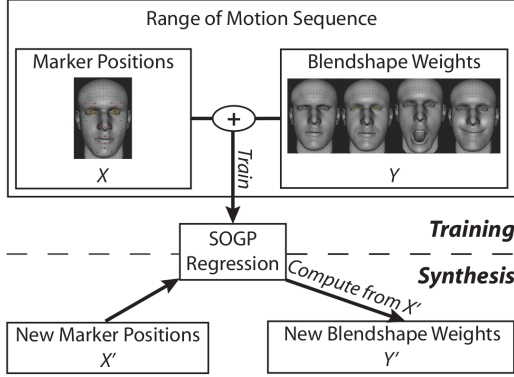 Range of Motion Sequence
Marker Positions
X
+
Blendshape Weights
Y
Train
SOGP
Regression
Training
Synthesis
Compute from X'
New Marker Positions
X'
New Blendshape Weights
Y'